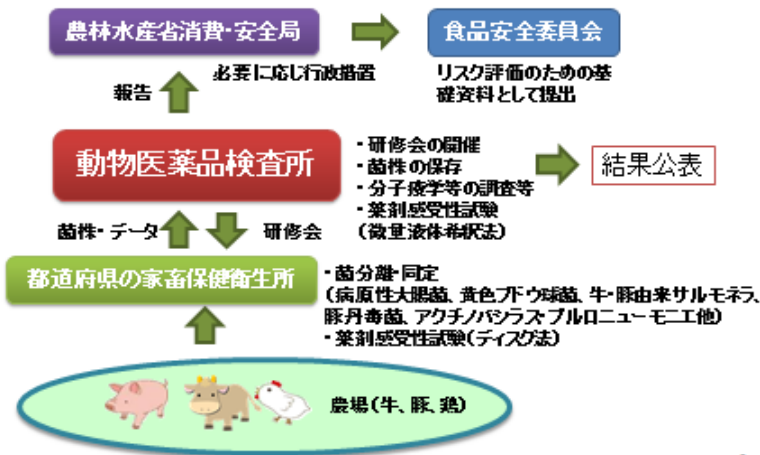 農林水産省消費・安全局
食品安全委員会
報告
必要に応じ行政措置
リスク評価のための基
礎資料として提出
動物医薬品検査所
・研修会の開催
・菌株の保存
・分子疫学等の調査等
・薬剤感受性試験
(微量液体希釈法)
結果公表
菌株・データ
研修会
都道府県の家畜保健衛生所
・菌分離・同定
(病原性大腸菌、黄色ブドウ球菌、牛・豚由来サルモネラ、
豚丹毒菌、アクチノバシラス・プルロニューモニエ他)
・薬剤感受性試験(ディスク法)
農場(牛、豚、鶏)